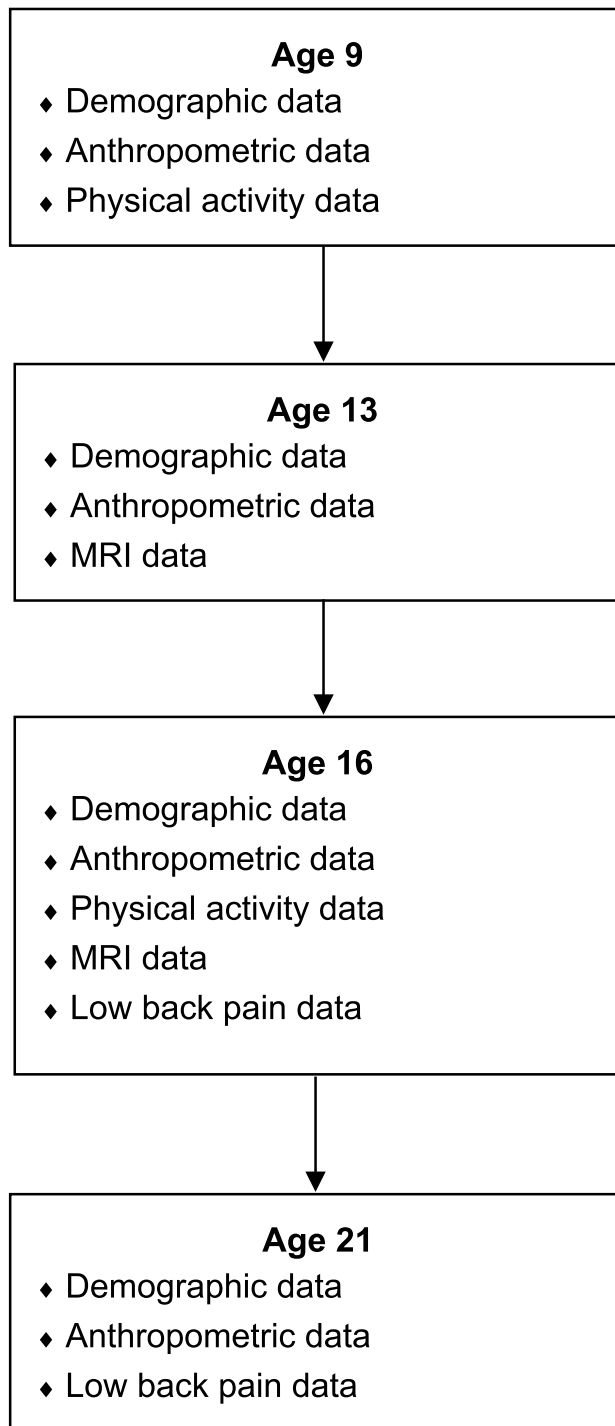 Age 9
♦ Demographic data
♦ Anthropometric data
♦ Physical activity data
Age 13
♦ Demographic data
♦ Anthropometric data
♦ MRI data
Age 16
♦ Demographic data
♦ Anthropometric data
♦ Physical activity data
♦ MRI data
♦ Low back pain data
Age 21
♦ Demographic data
♦ Anthropometric data
♦ Low back pain data